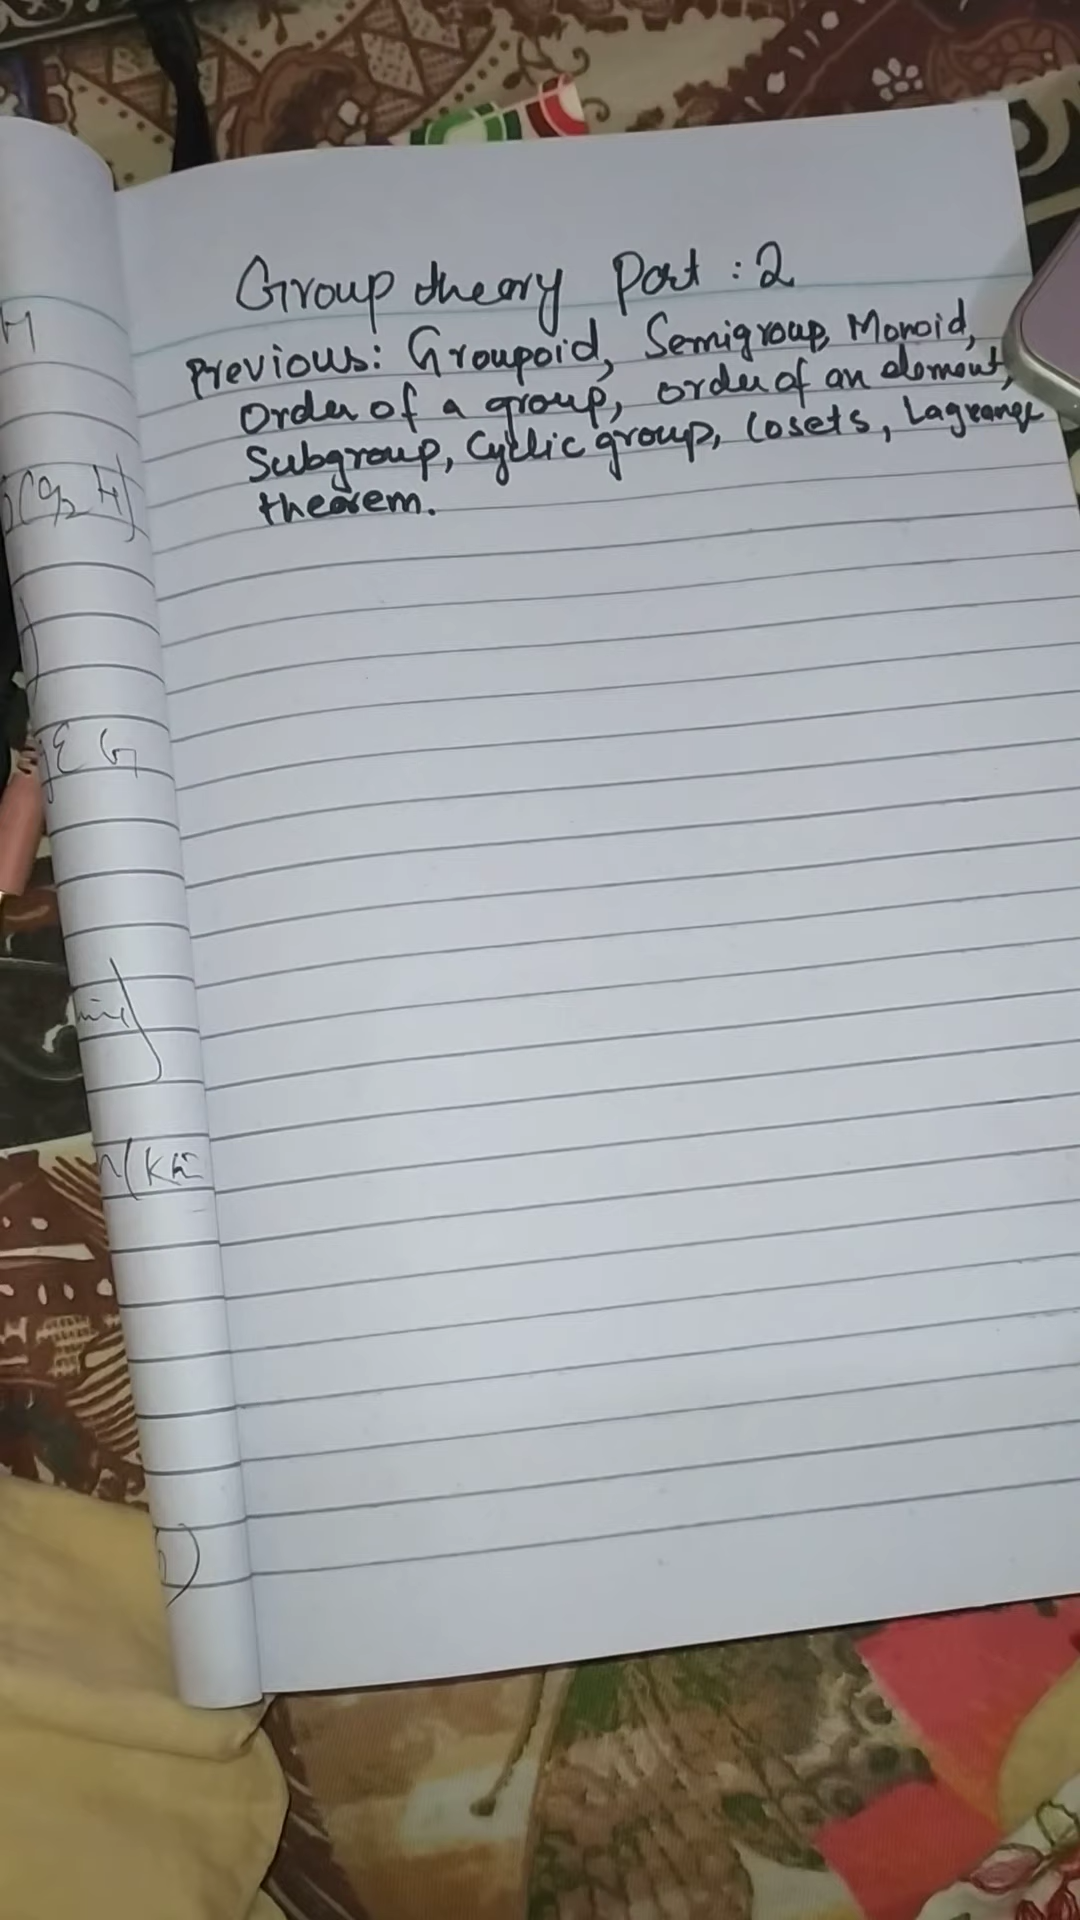 Group theory Part : 2
Previous: Groupoid, Semigroup, Monoid,
Order of a group, order of an element,
Subgroup, Cyclic group, Cosets, Lagrange
theorem.
H
(g₂ H)
∈ G